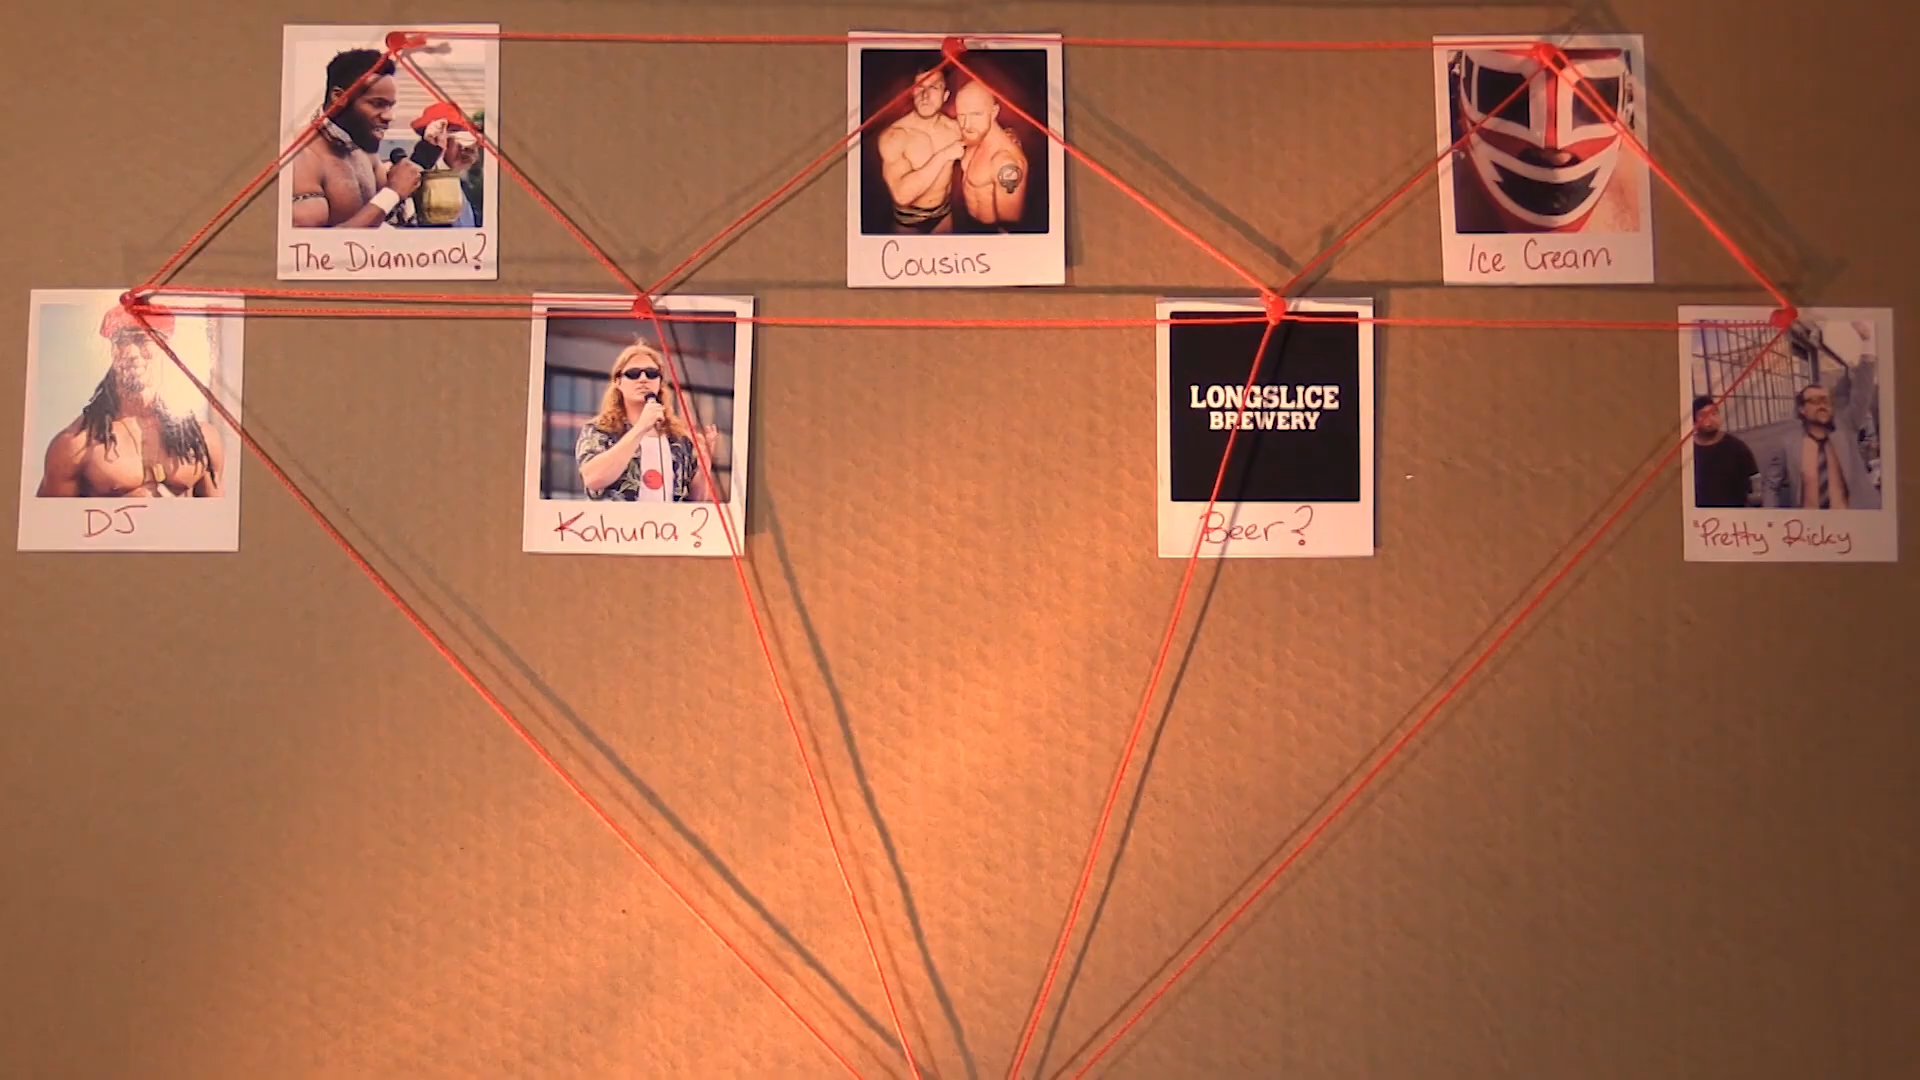 The Diamond?
Cousins
Ice Cream
DJ
Kahuna?
LONGSLICE
BREWERY
Beer?
"Pretty" Ricky